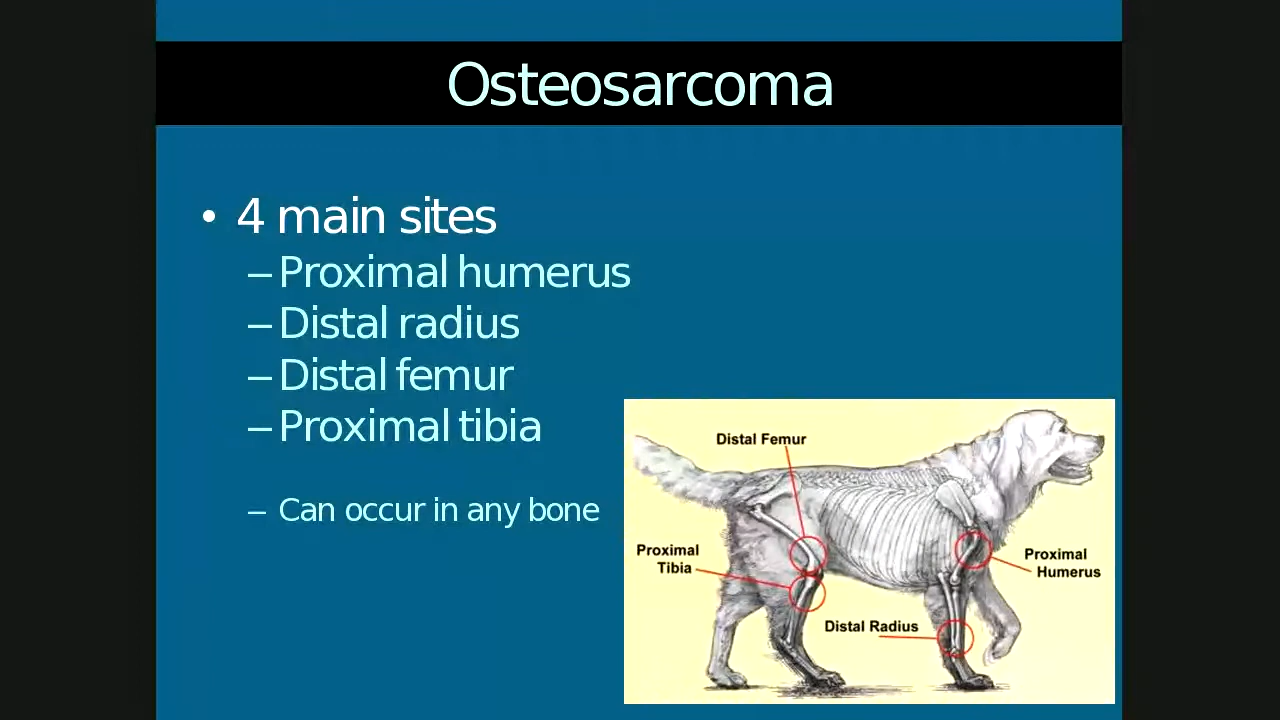 Osteosarcoma
• 4 main sites
– Proximal humerus
– Distal radius
– Distal femur
– Proximal tibia
– Can occur in any bone
Distal Femur
Proximal
Tibia
Proximal
Humerus
Distal Radius